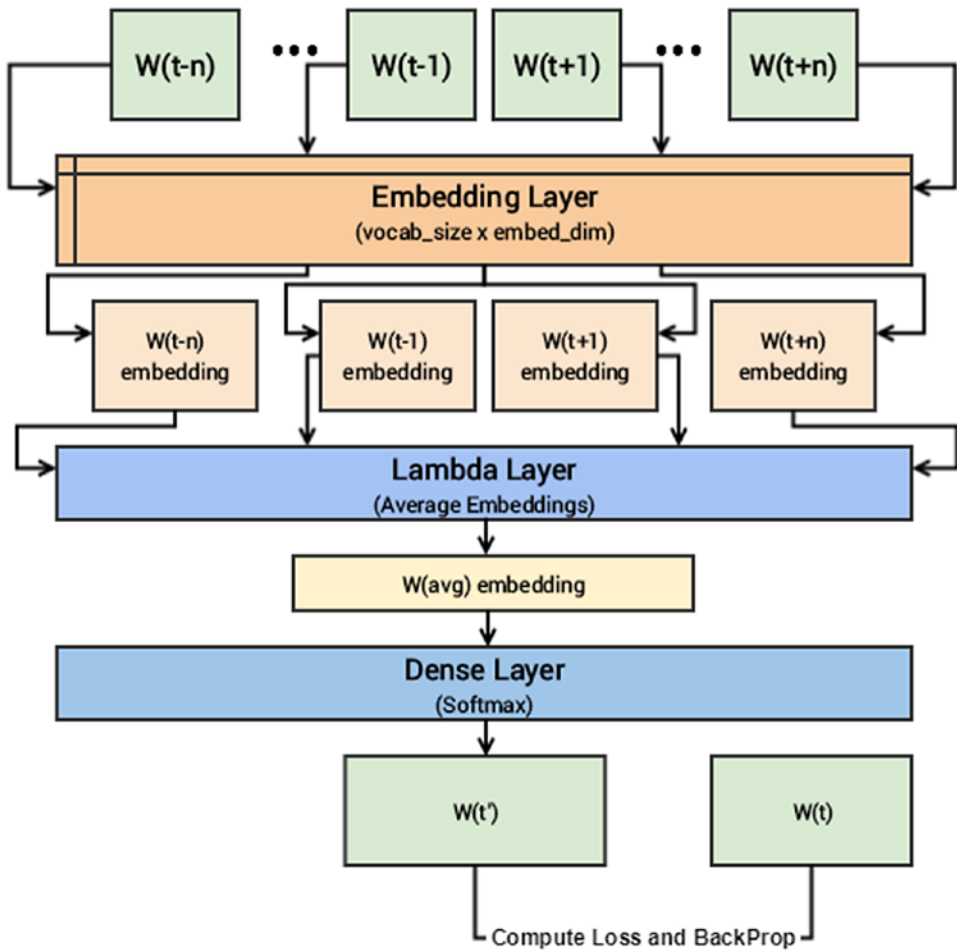 W(t-n) ••• W(t-1) W(t+1) ••• W(t+n)
Embedding Layer
(vocab_size x embed_dim)
W(t-n) W(t-1) W(t+1) W(t+n)
embedding embedding embedding embedding
Lambda Layer
(Average Embeddings)
W(avg) embedding
Dense Layer
(Softmax)
W(t') W(t)
Compute Loss and BackProp